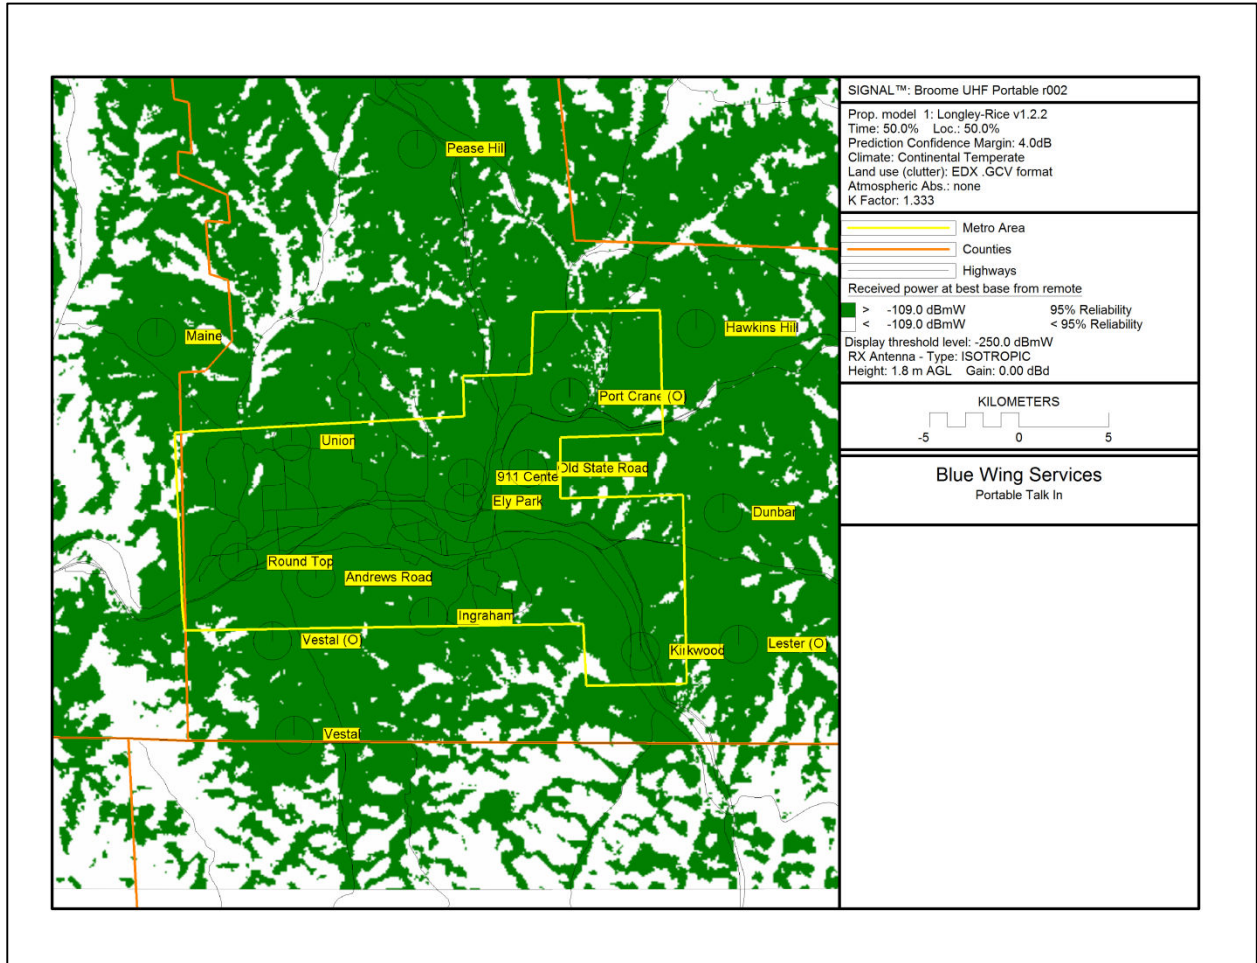 SIGNAL™: Broome UHF Portable r002
Prop. model 1: Longley-Rice v1.2.2
Time: 50.0% Loc.: 50.0%
Prediction Confidence Margin: 4.0dB
Climate: Continental Temperate
Land use (clutter): EDX .GCV format
Atmospheric Abs.: none
K Factor: 1.333
Metro Area
Counties
Highways
Received power at best base from remote
> -109.0 dBmW 95% Reliability
< -109.0 dBmW < 95% Reliability
Display threshold level: -250.0 dBmW
RX Antenna - Type: ISOTROPIC
Height: 1.8 m AGL Gain: 0.00 dBd
KILOMETERS
-5 0 5
Blue Wing Services
Portable Talk In
Pease Hill
Maine
Hawkins Hill
Port Crane (O)
Union
Old State Road
911 Cente
Ely Park
Dunbar
Round Top
Andrews Road
Ingraham
Vestal (O)
Kirkwood
Lester (O)
Vestal